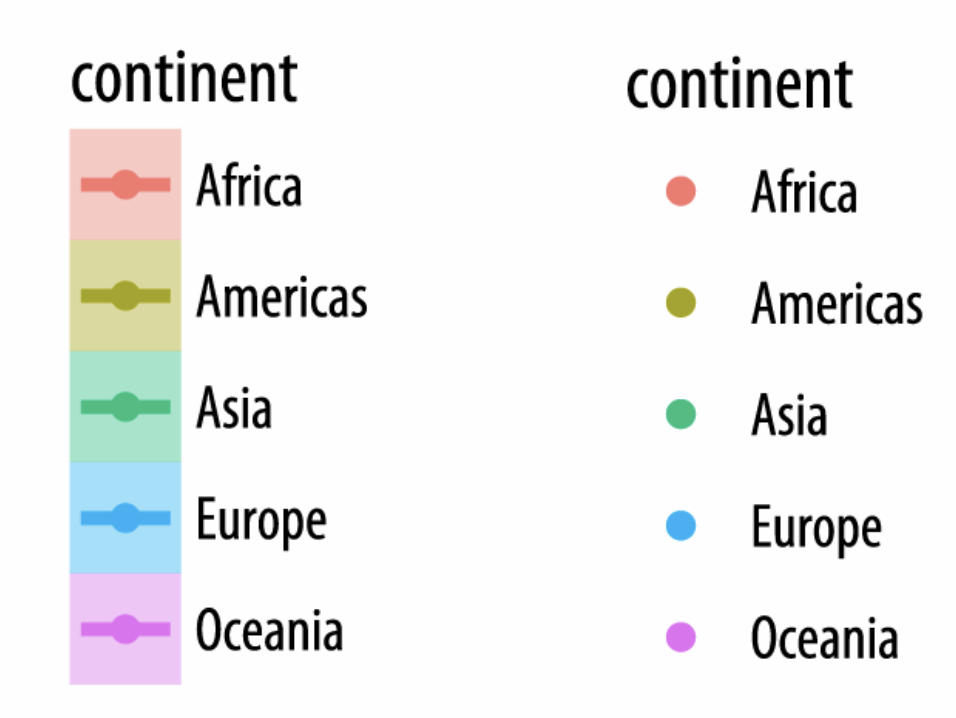 continent
Africa
Americas
Asia
Europe
Oceania
continent
Africa
Americas
Asia
Europe
Oceania